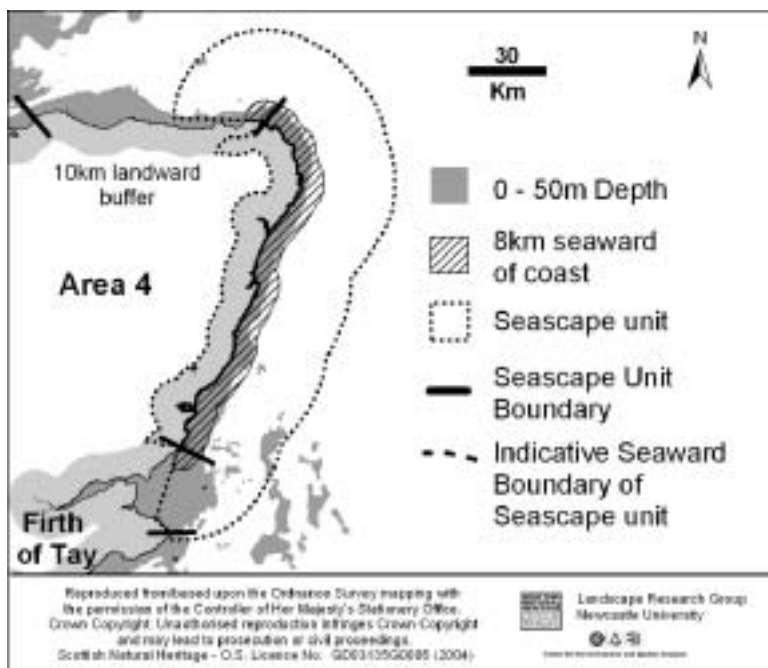 30
Km
N
10km landward
buffer
Area 4
Firth
of Tay
0 - 50m Depth
8km seaward
of coast
Seascape unit
Seascape Unit
Boundary
Indicative Seaward
Boundary of
Seascape unit
Reproduced from/based upon the Ordnance Survey mapping with
the permission of the Controller of Her Majesty's Stationery Office.
Crown Copyright. Unauthorised reproduction infringes Crown Copyright
and may lead to prosecution or civil proceedings.
Scottish Natural Heritage - O.S. Licence No. (2004)
Landscape Research Group
Newcastle University